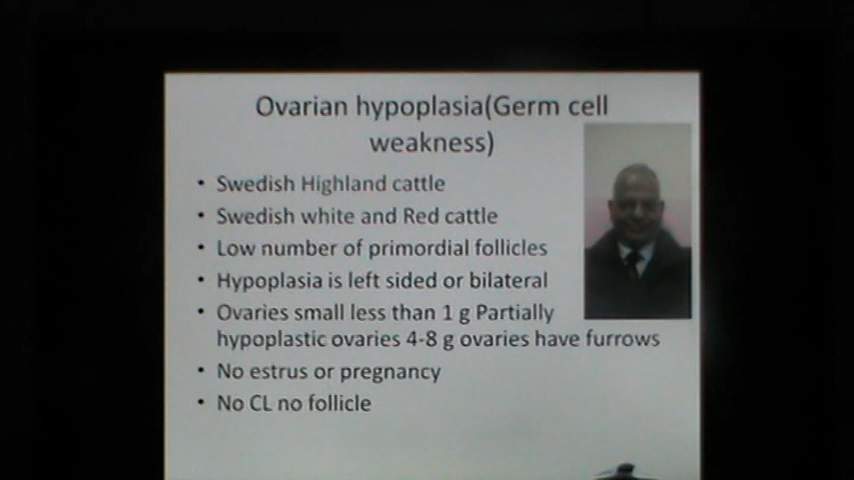 Ovarian hypoplasia(Germ cell
weakness)
• Swedish Highland cattle
• Swedish white and Red cattle
• Low number of primordial follicles
• Hypoplasia is left sided or bilateral
• Ovaries small less than 1 g Partially
hypoplastic ovaries 4-8 g ovaries have furrows
• No estrus or pregnancy
• No CL no follicle